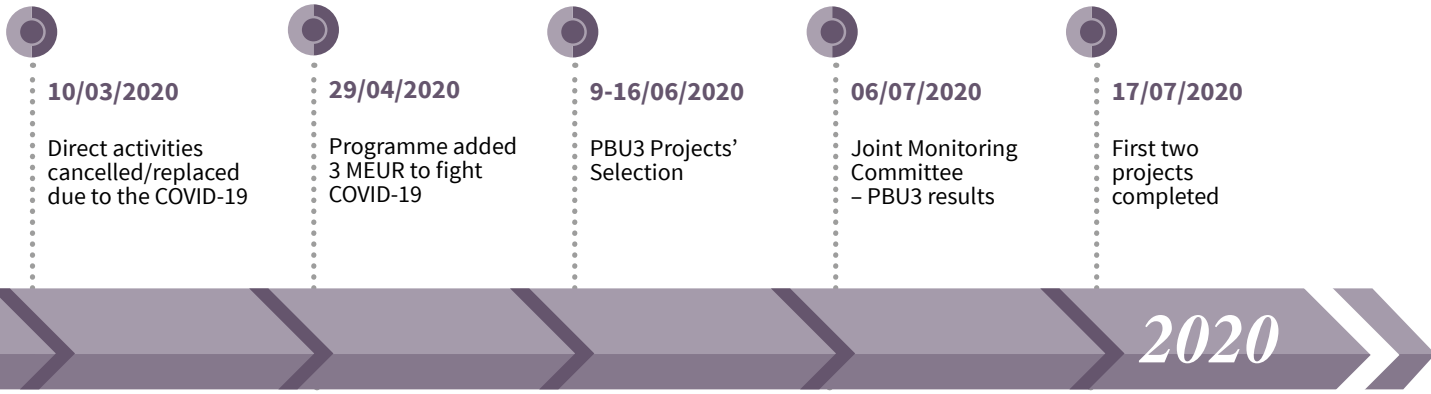 10/03/2020
Direct activities
cancelled/replaced
due to the COVID-19
29/04/2020
Programme added
3 MEUR to fight
COVID-19
9-16/06/2020
PBU3 Projects’
Selection
06/07/2020
Joint Monitoring
Committee
– PBU3 results
17/07/2020
First two
projects
completed
2020